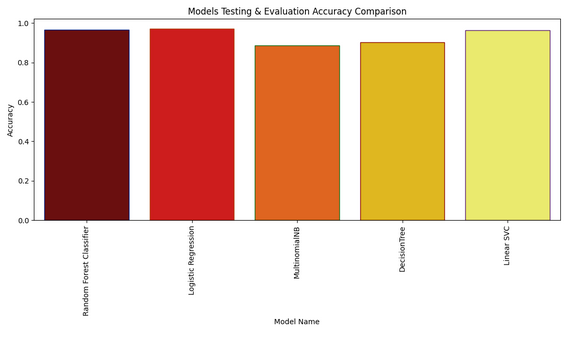 Models Testing & Evaluation Accuracy Comparison
1.0
0.8
0.6
0.4
0.2
0.0
Accuracy
Random Forest Classifier
Logistic Regression
MultinomialNB
DecisionTree
Linear SVC
Model Name